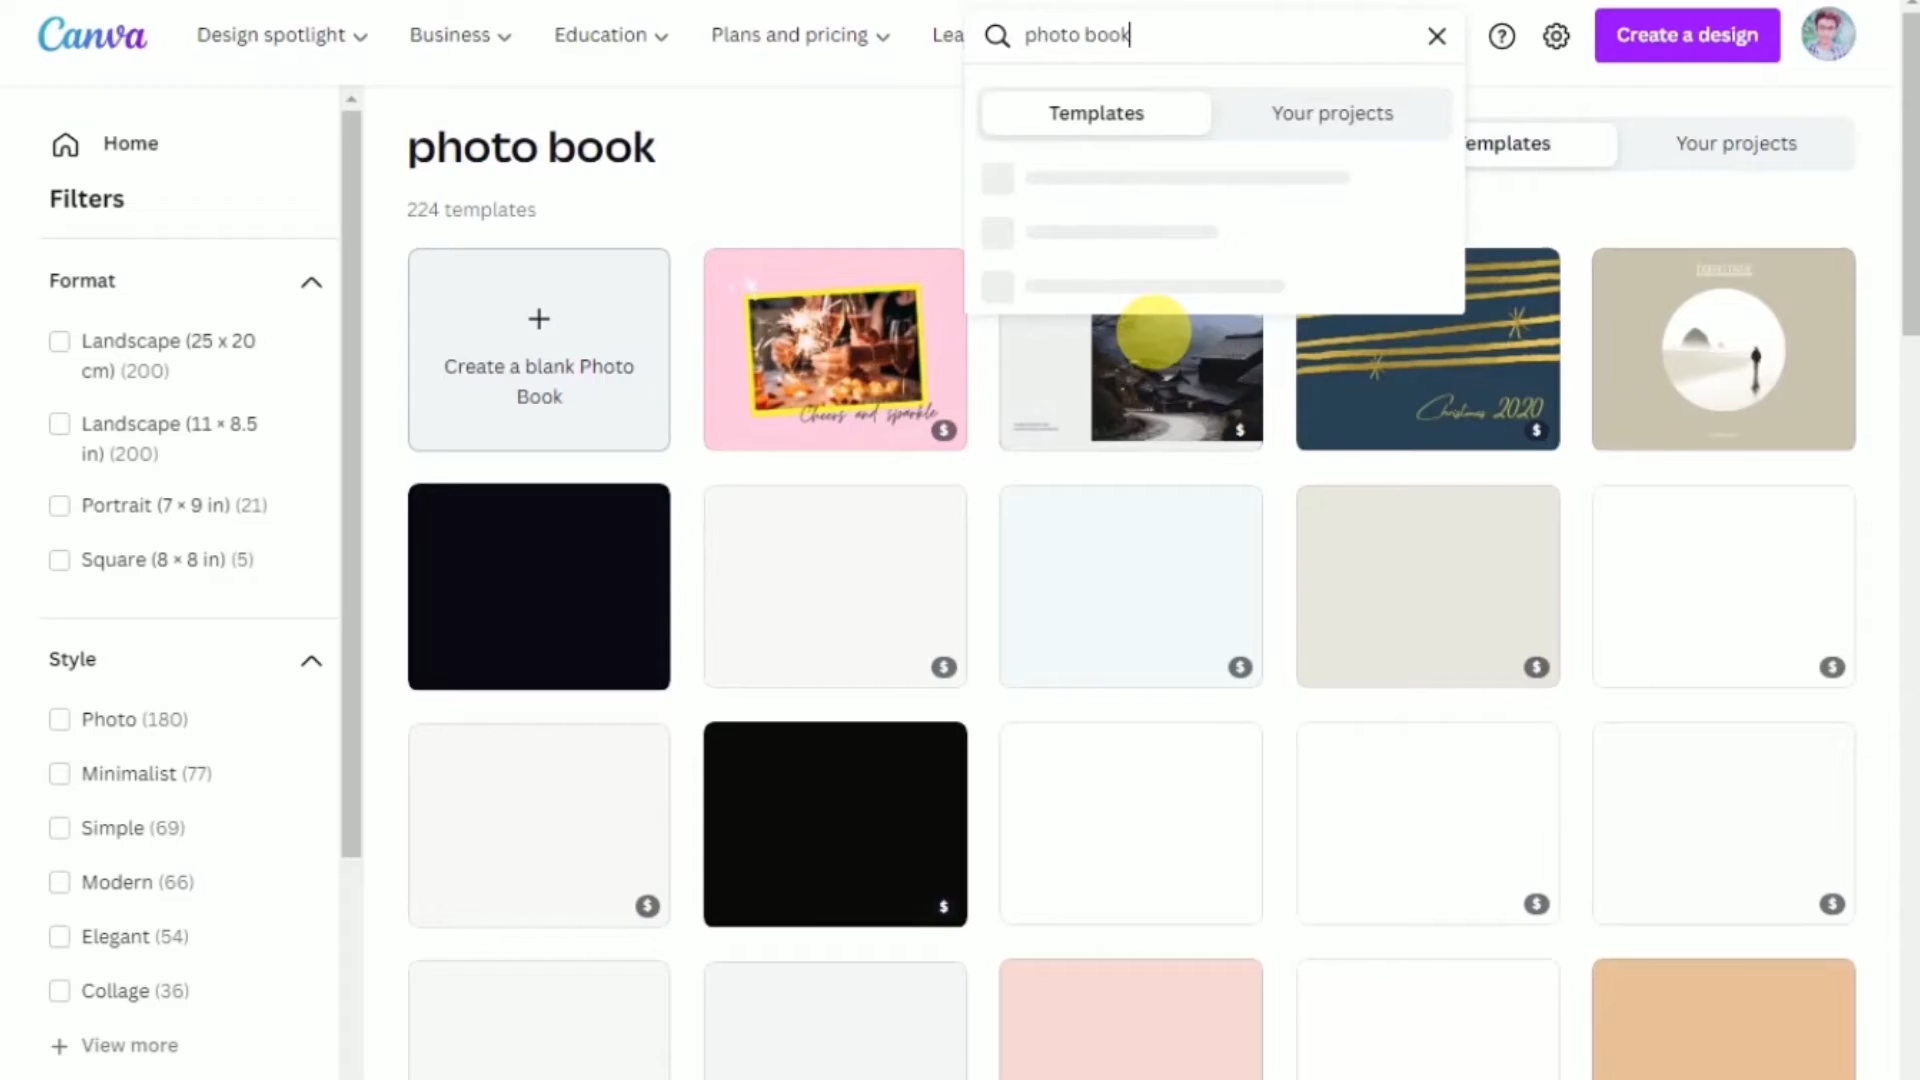 Canva
Design spotlight
Business
Education
Plans and pricing
Lea
photo book
Create a design
Templates
Your projects
emplates
Your projects
Home
Filters
Format
Landscape (25 x 20
cm) (200)
Landscape (11 × 8.5
in) (200)
Portrait (7 × 9 in) (21)
Square (8 × 8 in) (5)
Style
Photo (180)
Minimalist (77)
Simple (69)
Modern (66)
Elegant (54)
Collage (36)
+ View more
photo book
224 templates
+
Create a blank Photo
Book
Cheers and sparkle
$
$
Christmas 2020
$
$
$
$
$
$
$
$
$